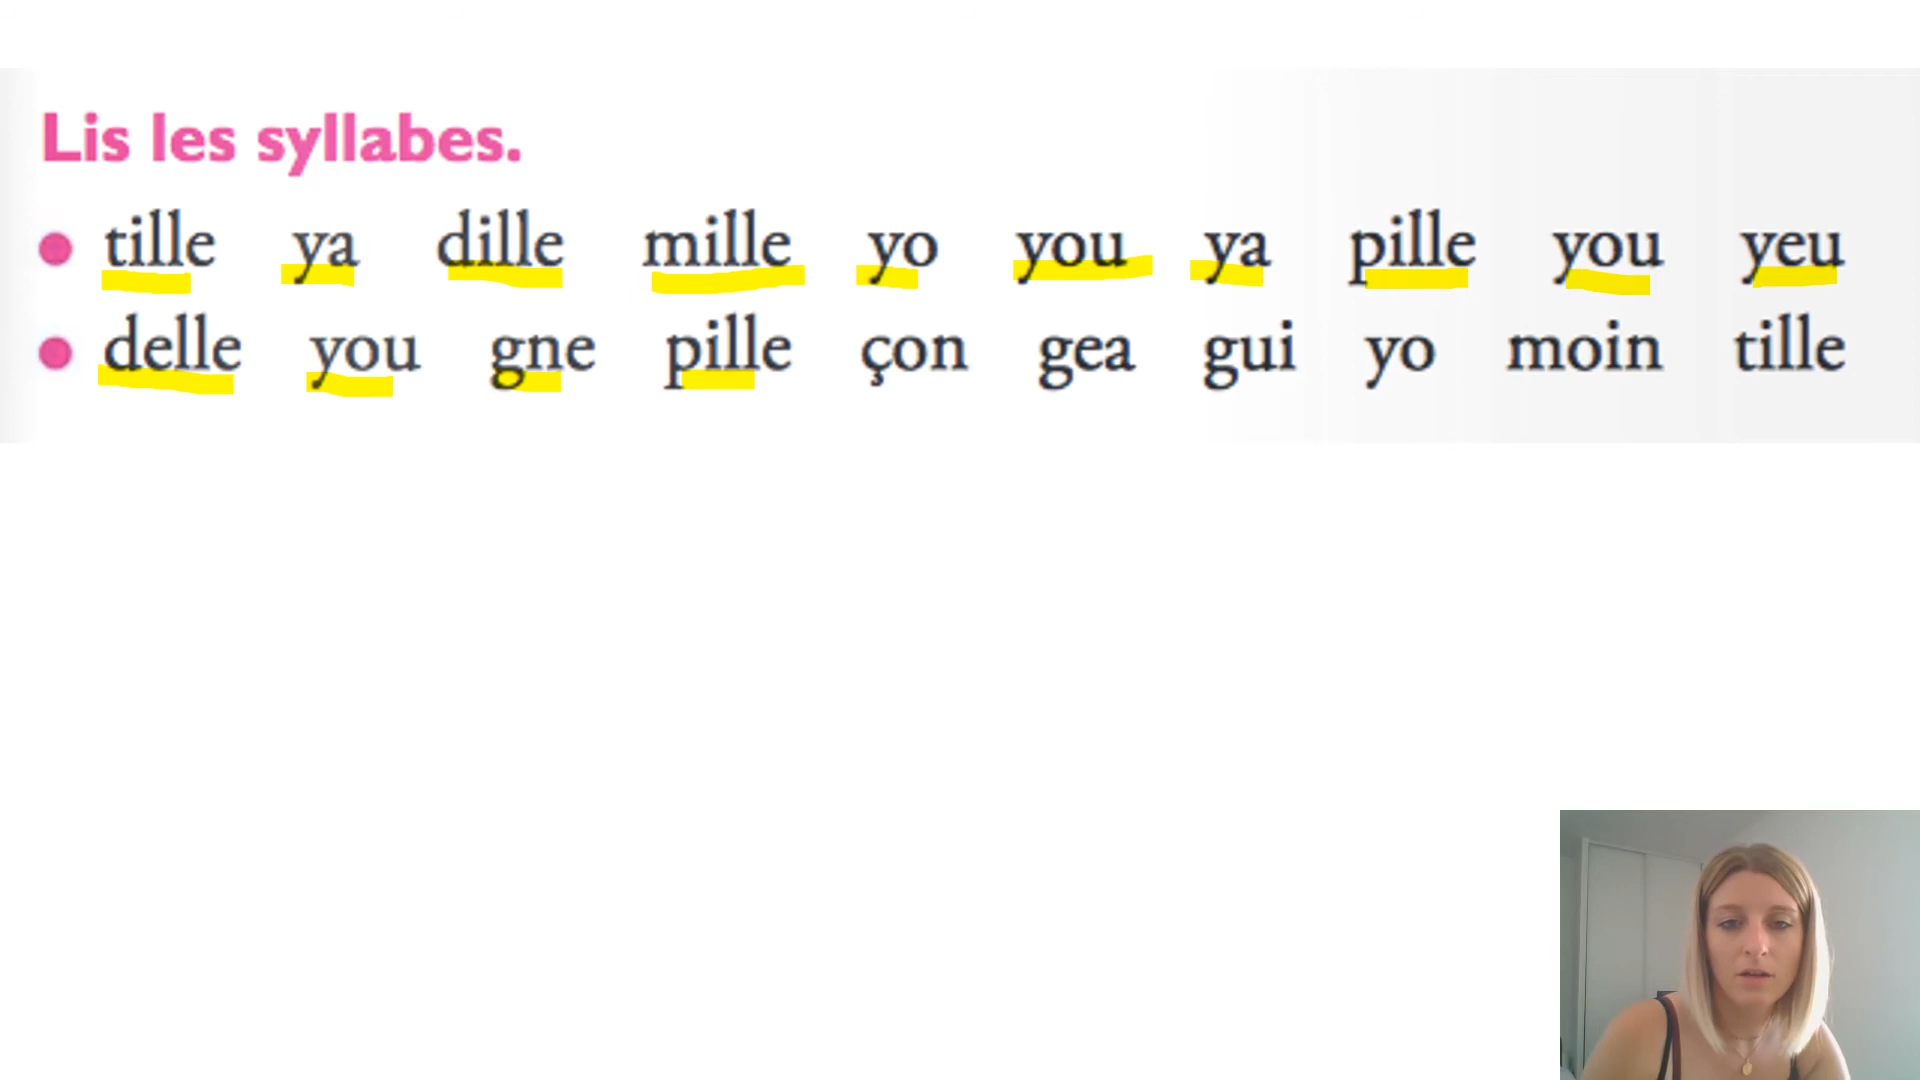 Lis les syllabes.
• tille ya dille mille yo you ya pille you yeu
• delle you gne pille çon gea gui yo moin tille